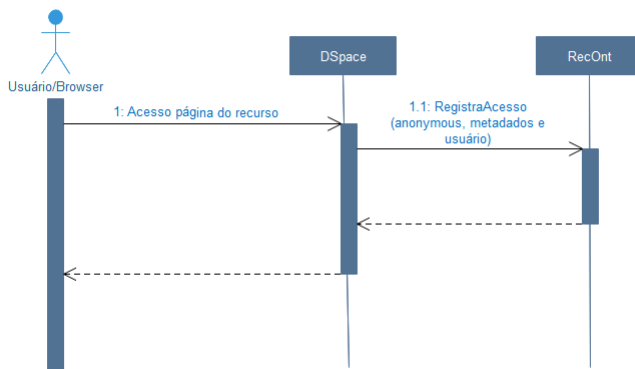 DSpace
RecOnt
Usuário/Browser
1: Acesso página do recurso
1.1: RegistraAcesso
(anonymous, metadados e
usuário)